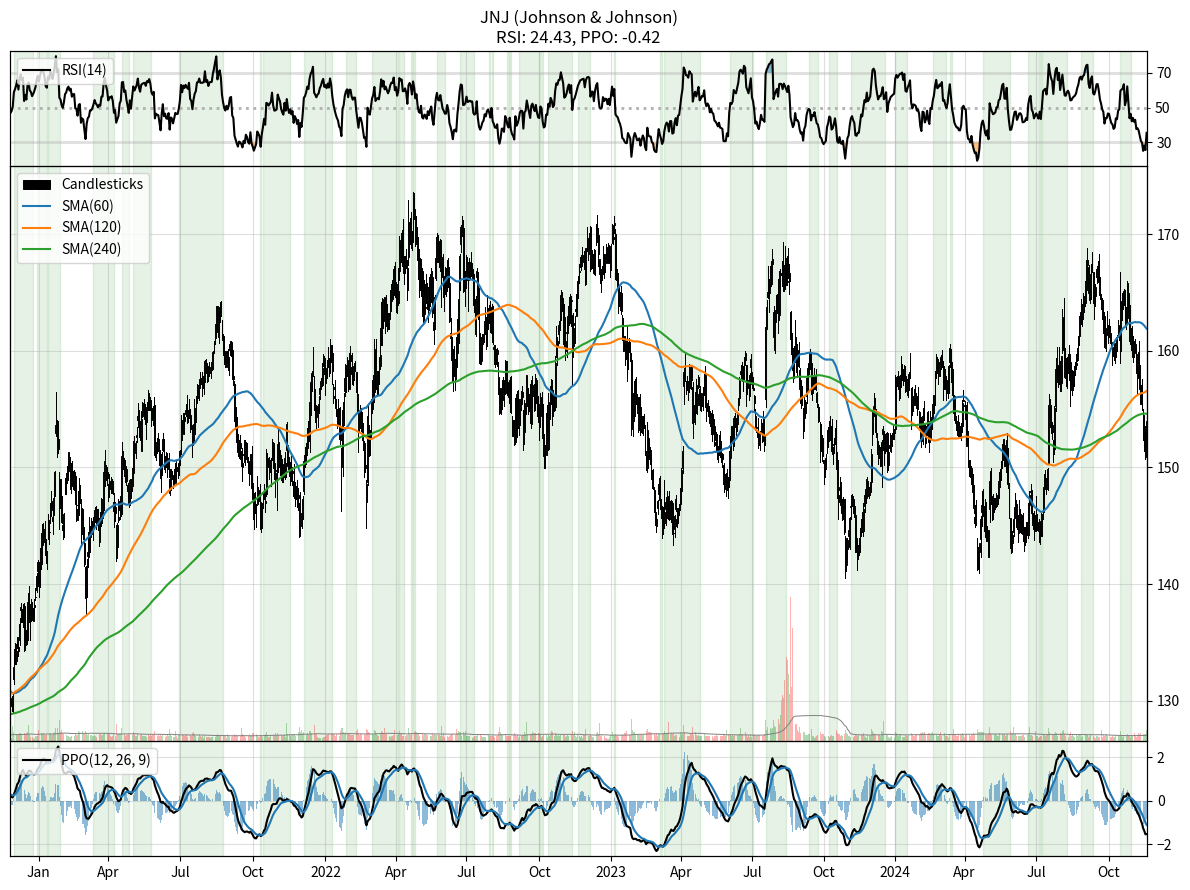 JNJ (Johnson & Johnson)
RSI: 24.43, PPO: -0.42
RSI(14)
70
50
30
Candlesticks
SMA(60)
SMA(120)
SMA(240)
170
160
150
140
130
PPO(12, 26, 9)
2
0
−2
Jan Apr Jul Oct 2022 Apr Jul Oct 2023 Apr Jul Oct 2024 Apr Jul Oct